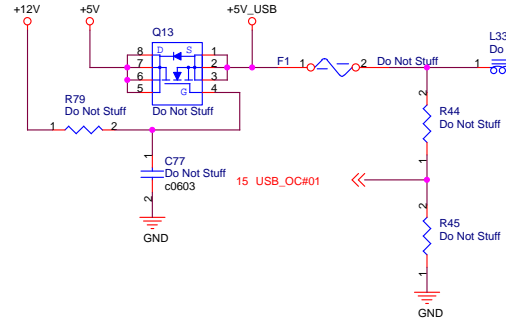 +12V
+5V
Q13
+5V_USB
L33
Do
8
7
6
5
D
S
G
1
2
3
4
F1
1
2
Do Not Stuff
1
R79
Do Not Stuff
1
2
Do Not Stuff
2
R44
Do Not Stuff
1
1
C77
Do Not Stuff
c0603
2
GND
15 USB_OC#01
2
R45
Do Not Stuff
1
GND